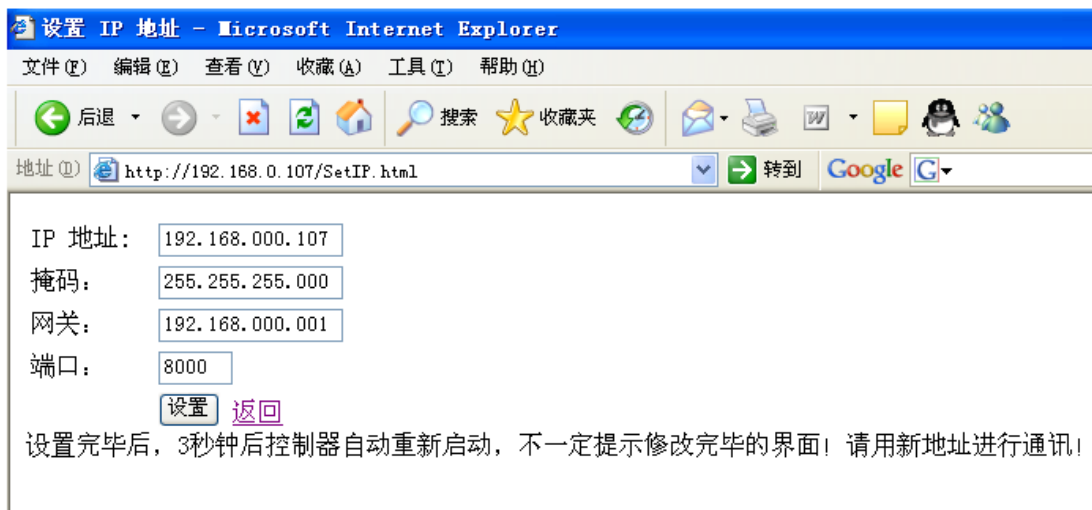 设置 IP 地址 - Microsoft Internet Explorer
文件(F) 编辑(E) 查看(V) 收藏(A) 工具(T) 帮助(H)
后退 搜索 收藏夹
地址(D) http://192.168.0.107/SetIP.html 转到 Google G
IP 地址: 192.168.000.107
掩码: 255.255.255.000
网关: 192.168.000.001
端口: 8000
设置 返回
设置完毕后, 3秒钟后控制器自动重新启动, 不一定提示修改完毕的界面! 请用新地址进行通讯!